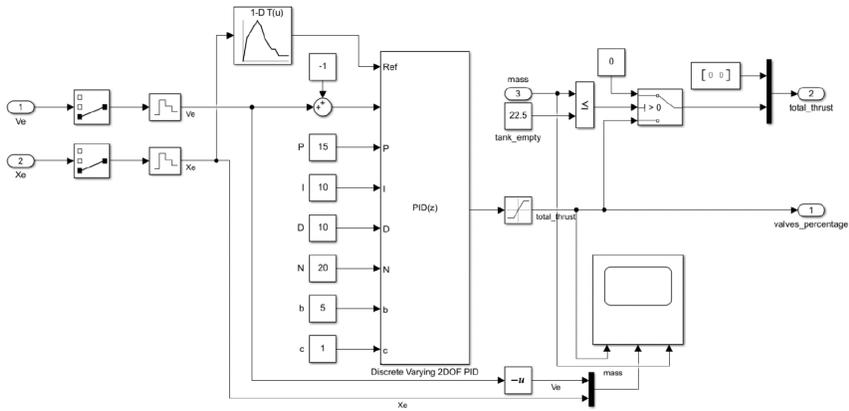 1-D T(u)
-1
Ref
1
Ve
Ve
2
Xe
Xe
P
15
P
I
10
I
D
10
D
N
20
N
b
5
b
c
1
c
PID(z)
Discrete Varying 2DOF PID
mass
3
22.5
tank_empty
0
> 0
[0 0]
2
total_thrust
total_thrust
1
valves_percentage
mass
-u
Ve
Xe